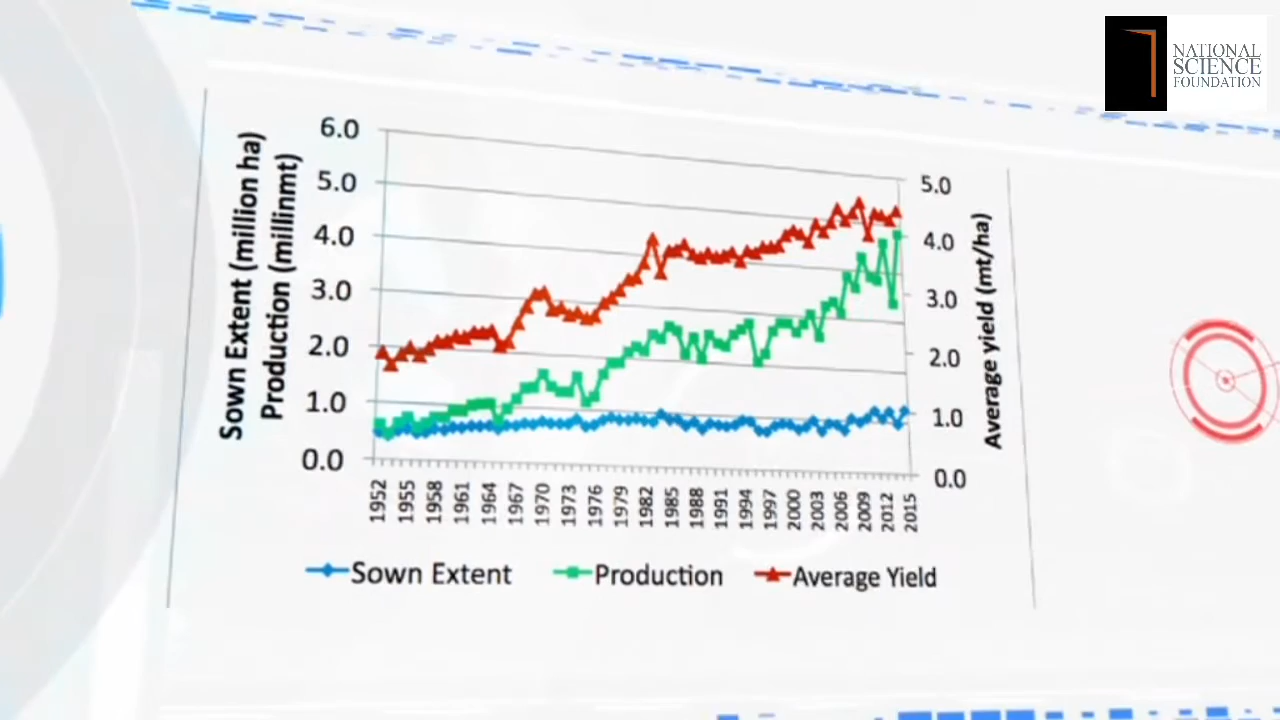 NATIONAL
SCIENCE
FOUNDATION
Sown Extent (million ha)
Production (millinmt)
6.0
5.0
4.0
3.0
2.0
1.0
0.0
5.0
4.0
3.0
2.0
1.0
0.0
Average yield (mt/ha)
1952 1955 1958 1961 1964 1967 1970 1973 1976 1979 1982 1985 1988 1991 1994 1997 2000 2003 2006 2009 2012 2015
Sown Extent Production Average Yield